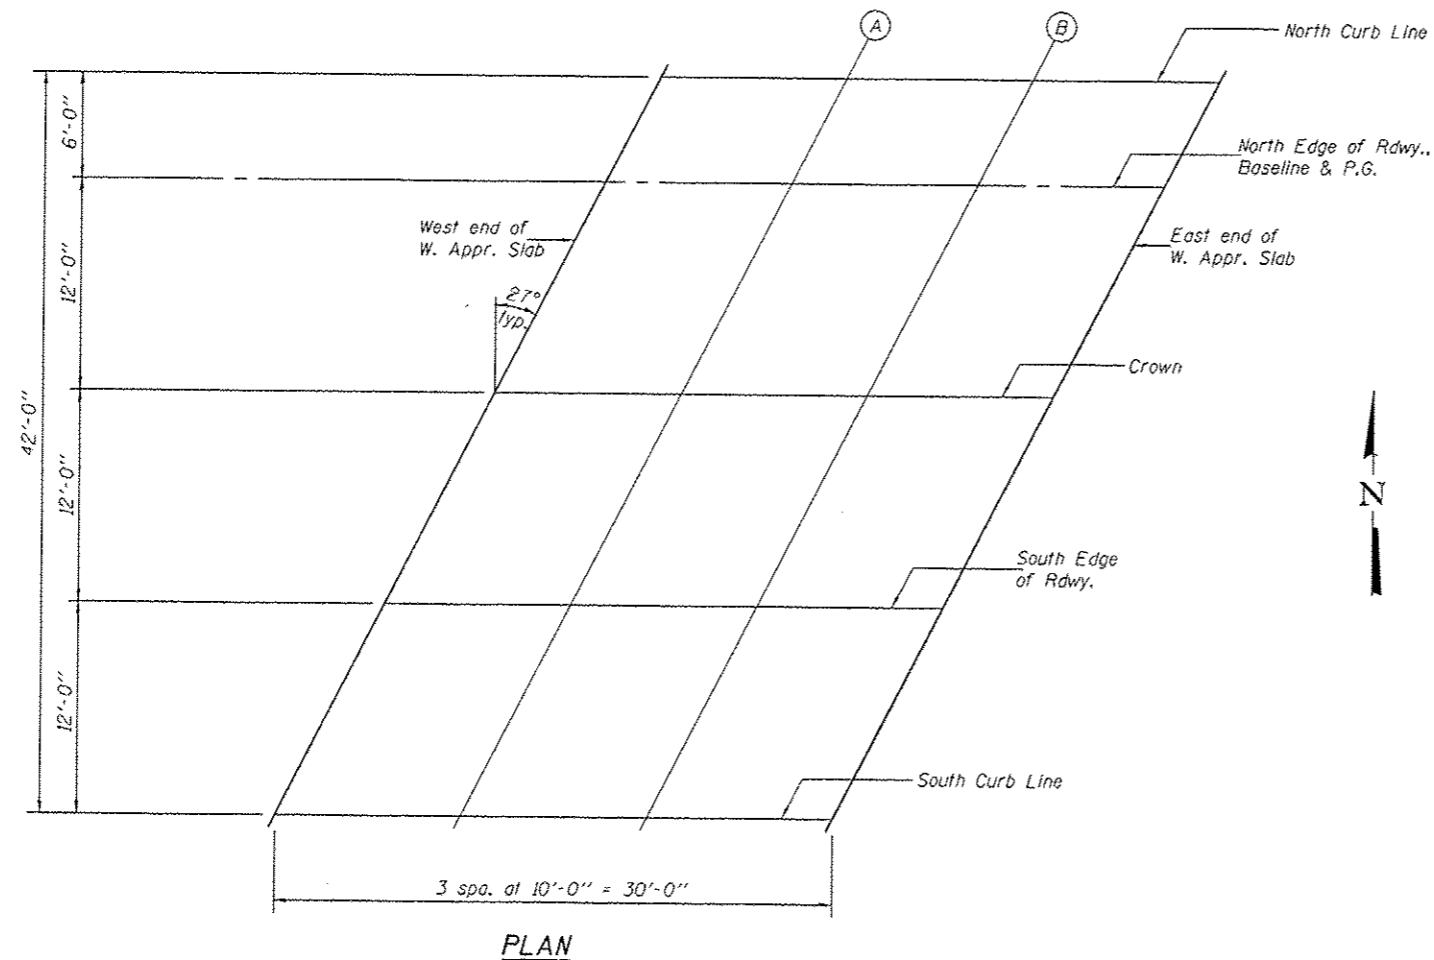 A
B
North Curb Line
6'-0"
North Edge of Rdwy.,
Baseline & P.G.
West end of
W. Appr. Slab
East end of
W. Appr. Slab
12'-0"
27°
typ.
Crown
42'-0"
12'-0"
N
South Edge
of Rdwy.
12'-0"
South Curb Line
3 spa. at 10'-0" = 30'-0"
PLAN